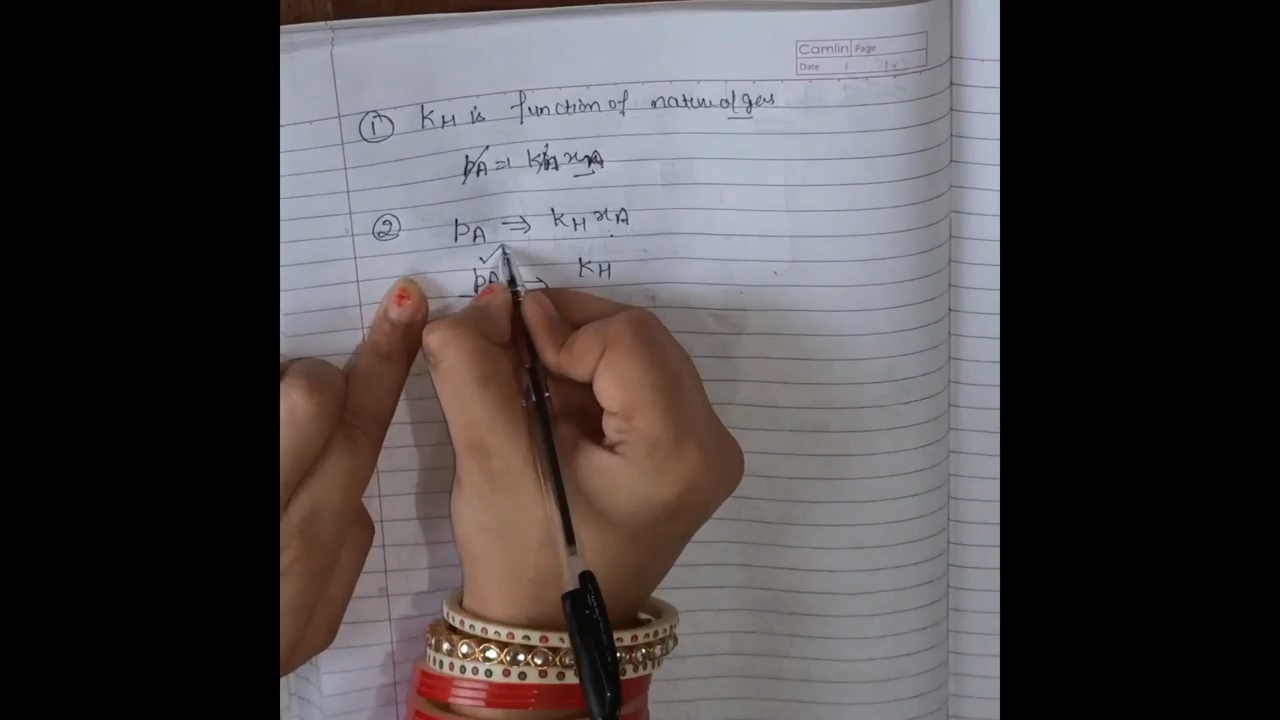 Camlin Page
Date
① KH is function of nature of gas
pA = KH xA
② pA ⇒ KH xA
pA → KH